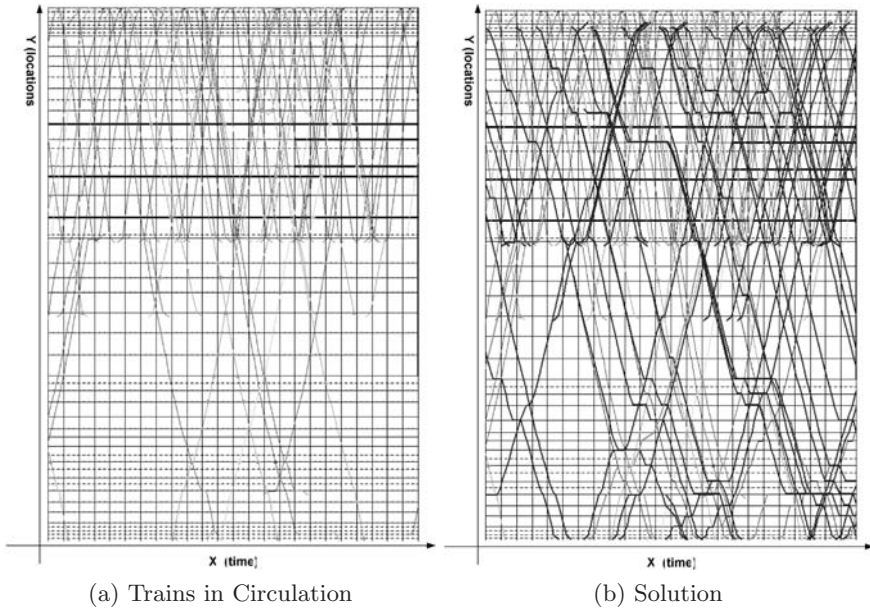 Y (locations
X (time)
(a) Trains in Circulation
Y (locations
X (time)
(b) Solution